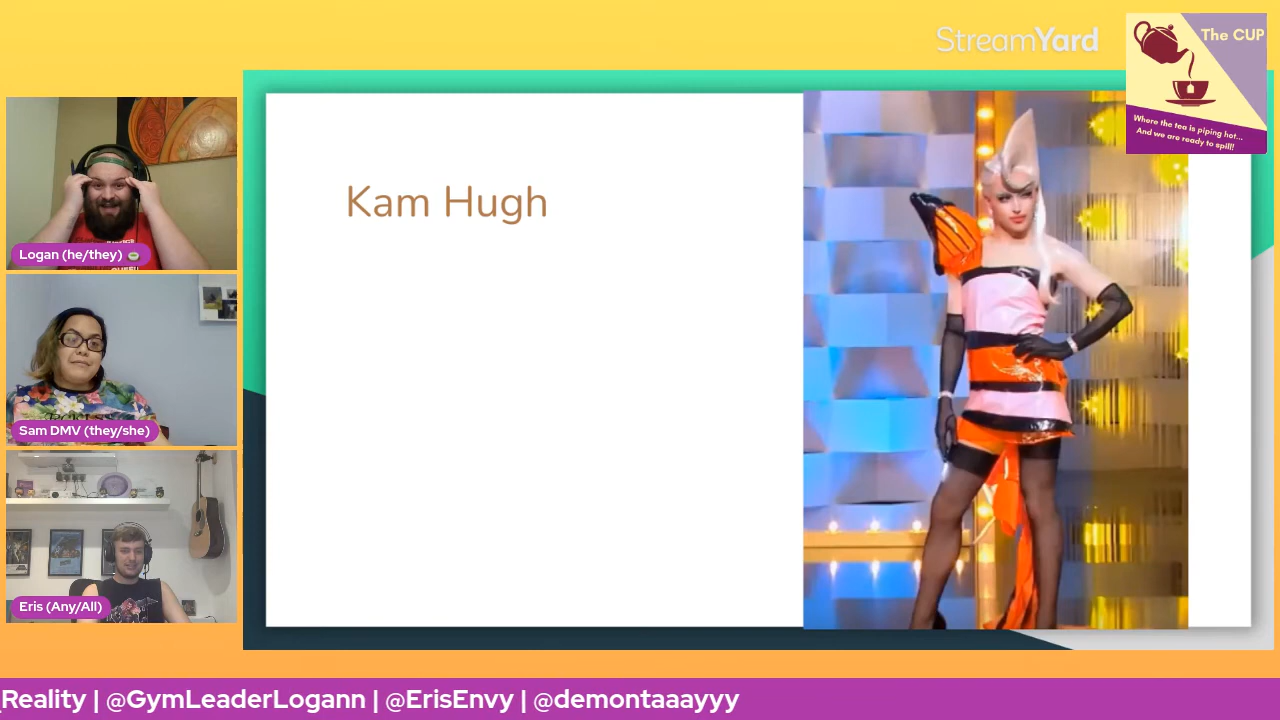 StreamYard
The CUP
Where the tea is piping hot...
And we are ready to spill!
Kam Hugh
Logan (he/they)
Sam DMV (they/she)
Eris (Any/All)
Reality | @GymLeaderLogann | @ErisEnvy | @demontaaayyy